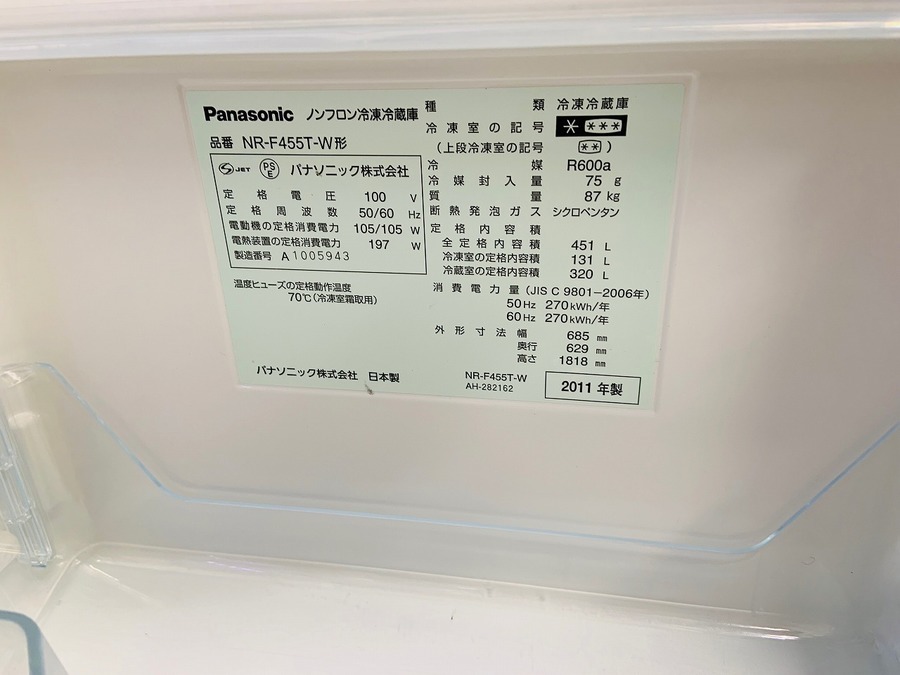 Panasonic ノンフロン冷凍冷蔵庫
品番 NR-F455T-W形
JET PSE パナソニック株式会社
定格電圧 100 V
定格周波数 50/60 Hz
電動機の定格消費電力 105/105 W
電熱装置の定格消費電力 197 W
製造番号 A 1005943
温度ヒューズの定格動作温度
70℃(冷凍室霜取用)
パナソニック株式会社 日本製
種類 冷凍冷蔵庫
冷凍室の記号 * ***
(上段冷凍室の記号 ** )
冷媒 R600a
冷媒封入量 75 g
質量 87 kg
断熱発泡ガス シクロペンタン
定格内容積
全定格内容積 451 L
冷凍室の定格内容積 131 L
冷蔵室の定格内容積 320 L
消費電力量(JIS C 9801-2006年)
50Hz 270kWh/年
60Hz 270kWh/年
外形寸法 幅 685 mm
奥行 629 mm
高さ 1818 mm
NR-F455T-W
AH-282162
2011年製